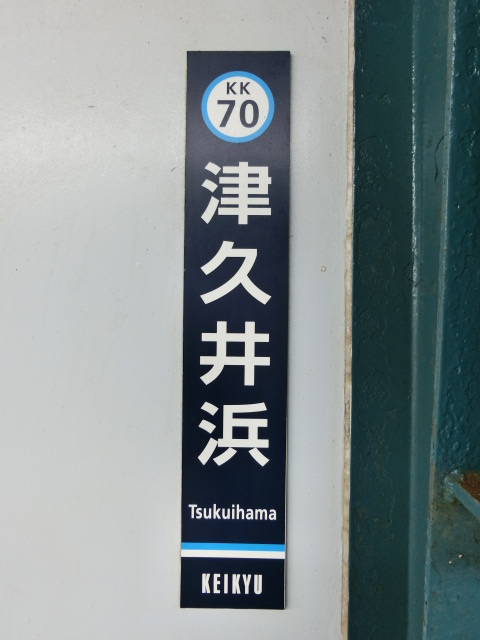 KK
70
津久井浜
Tsukuihama
KEIKYU